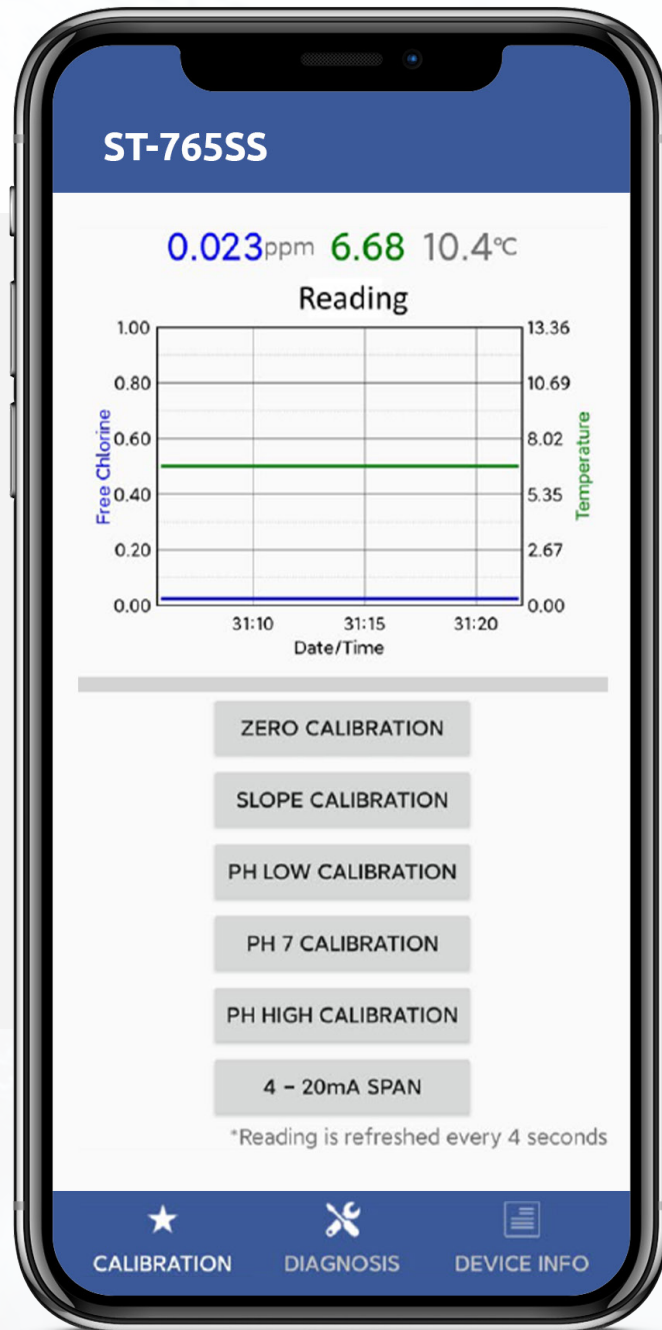 ST-765SS
0.023ppm 6.68 10.4℃
Reading
1.00 13.36
0.80 10.69
0.60 8.02
0.40 5.35
0.20 2.67
0.00 0.00
Free Chlorine
Temperature
31:10 31:15 31:20
Date/Time
ZERO CALIBRATION
SLOPE CALIBRATION
PH LOW CALIBRATION
PH 7 CALIBRATION
PH HIGH CALIBRATION
4 – 20mA SPAN
*Reading is refreshed every 4 seconds
CALIBRATION DIAGNOSIS DEVICE INFO